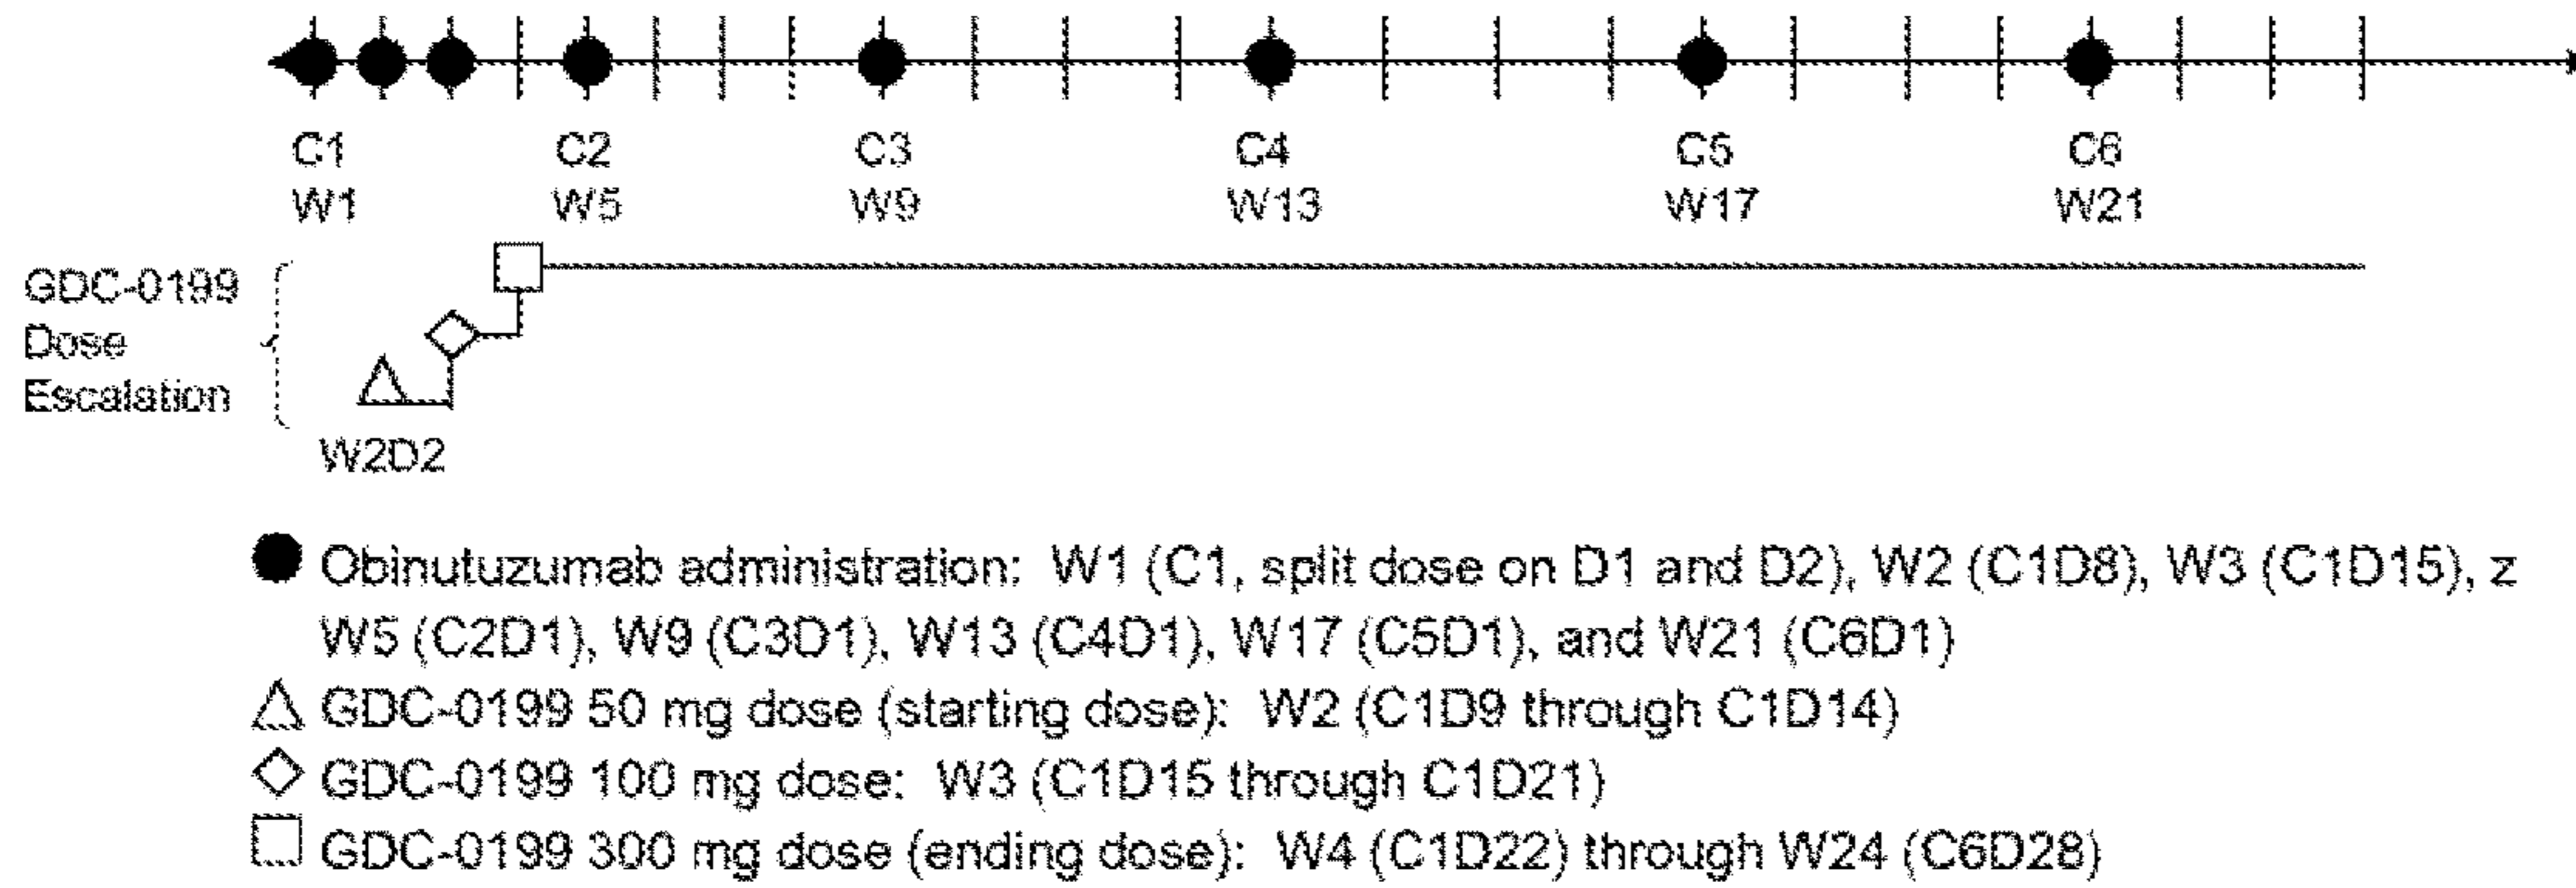 C1 C2 C3 C4 C5 C6
W1 W5 W9 W13 W17 W21
GDC-0199
Dose
Escalation
W2D2
Obinutuzumab administration: W1 (C1, split dose on D1 and D2), W2 (C1D8), W3 (C1D15), z
W5 (C2D1), W9 (C3D1), W13 (C4D1), W17 (C5D1), and W21 (C6D1)
GDC-0199 50 mg dose (starting dose): W2 (C1D9 through C1D14)
GDC-0199 100 mg dose: W3 (C1D15 through C1D21)
GDC-0199 300 mg dose (ending dose): W4 (C1D22) through W24 (C6D28)